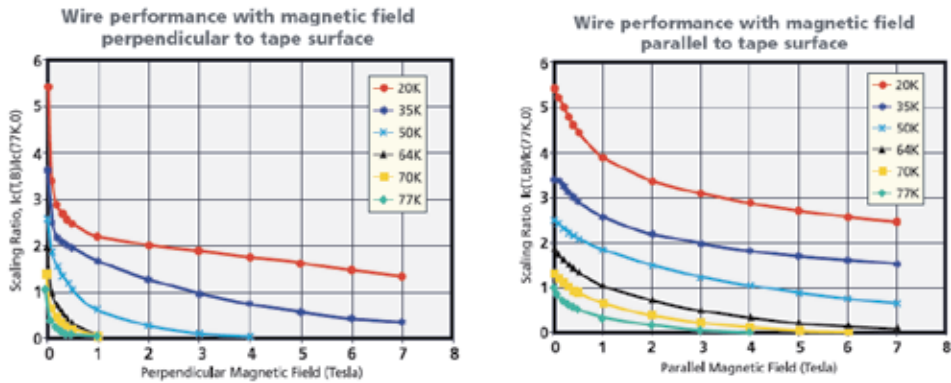 Wire performance with magnetic field
perpendicular to tape surface
Scaling Ratio, Ic(T,B)/Ic(77K,0)
6
5
4
3
2
1
0
20K
35K
50K
64K
70K
77K
0 1 2 3 4 5 6 7 8
Perpendicular Magnetic Field (Tesla)
Wire performance with magnetic field
parallel to tape surface
Scaling Ratio, Ic(T,B)/Ic(77K,0)
6
5
4
3
2
1
0
20K
35K
50K
64K
70K
77K
0 1 2 3 4 5 6 7 8
Parallel Magnetic Field (Tesla)